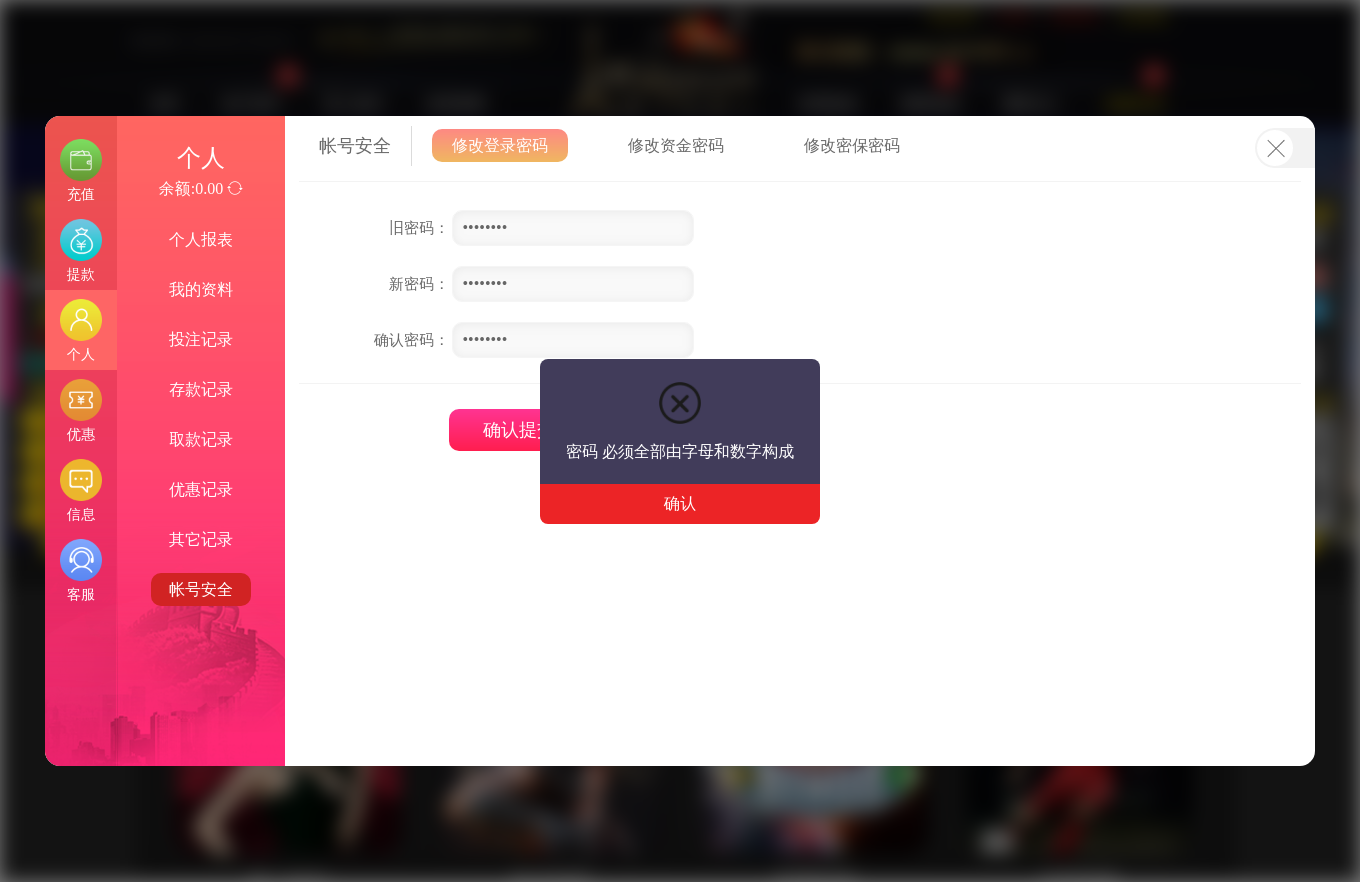 充值
提款
个人
优惠
信息
客服
个人
余额:0.00
个人报表
我的资料
投注记录
存款记录
取款记录
优惠记录
其它记录
帐号安全
帐号安全
修改登录密码
修改资金密码
修改密保密码
旧密码： ••••••••
新密码： ••••••••
确认密码： ••••••••
确认提
密码 必须全部由字母和数字构成
确认